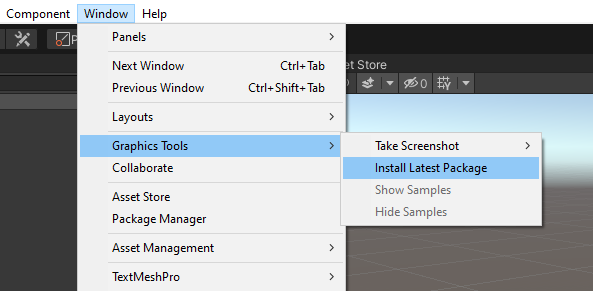 Component Window Help
Panels
et Store
Next Window Ctrl+Tab
Previous Window Ctrl+Shift+Tab
0
Layouts
Graphics Tools
Take Screenshot
Collaborate
Install Latest Package
Asset Store
Show Samples
Package Manager
Hide Samples
Asset Management
TextMeshPro